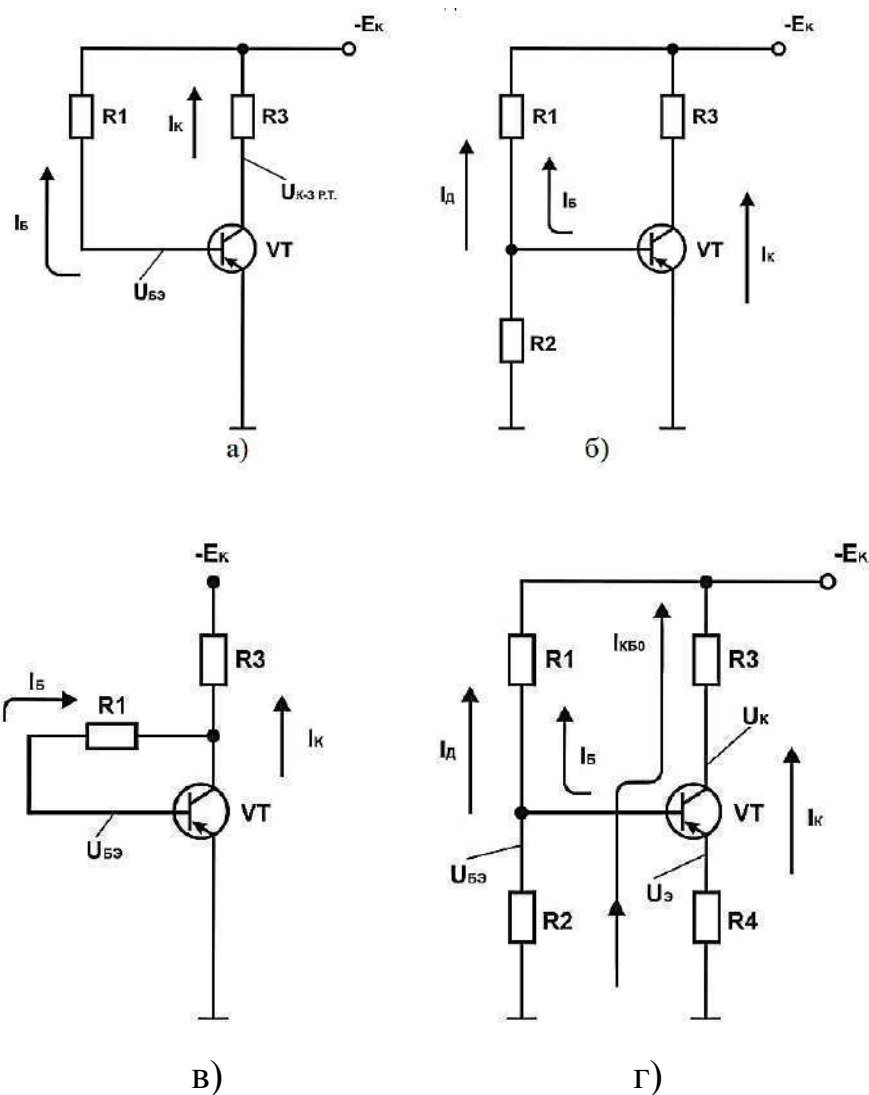 -Eк
-Eк
R1
Iк
R3
R1
R3
Uк-э р.т.
Iд
Iб
Iб
VT
VT
Iк
Uбэ
R2
а)
б)
-Eк
-Eк
R3
R1
Iкбо
R3
Iб
R1
Iк
Iд
Iб
Uк
VT
VT
Iк
Uбэ
Uбэ
Uэ
R2
R4
в)
г)